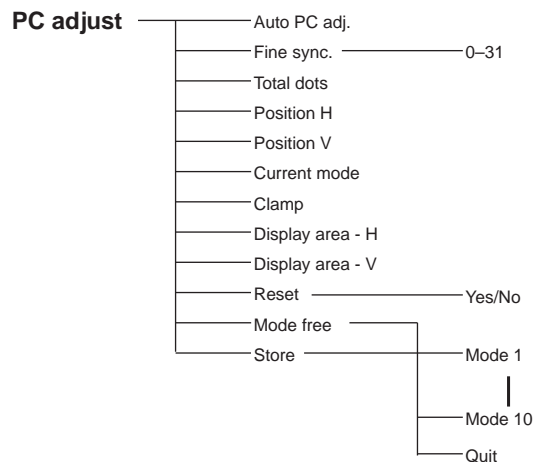 PC adjust
Auto PC adj.
Fine sync.
0–31
Total dots
Position H
Position V
Current mode
Clamp
Display area - H
Display area - V
Reset
Yes/No
Mode free
Store
Mode 1
Mode 10
Quit